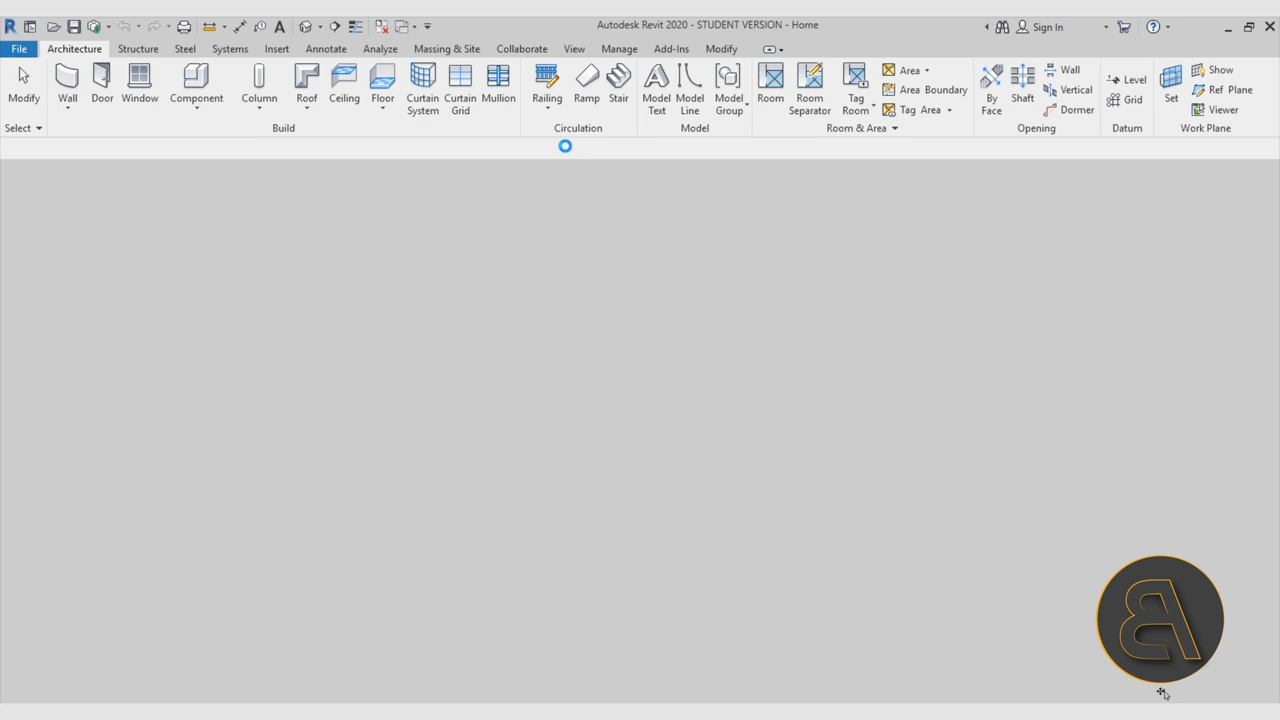 Autodesk Revit 2020 - STUDENT VERSION - Home
Sign In
File Architecture Structure Steel Systems Insert Annotate Analyze Massing & Site Collaborate View Manage Add-Ins Modify
Modify
Wall
Door
Window
Component
Column
Roof
Ceiling
Floor
Curtain System
Curtain Grid
Mullion
Railing
Ramp
Stair
Model Text
Model Line
Model Group
Room
Room Separator
Tag Room
Area
Area Boundary
Tag Area
By Face
Shaft
Wall
Vertical
Dormer
Level
Grid
Set
Show
Ref Plane
Viewer
Select Build Circulation Model Room & Area Opening Datum Work Plane